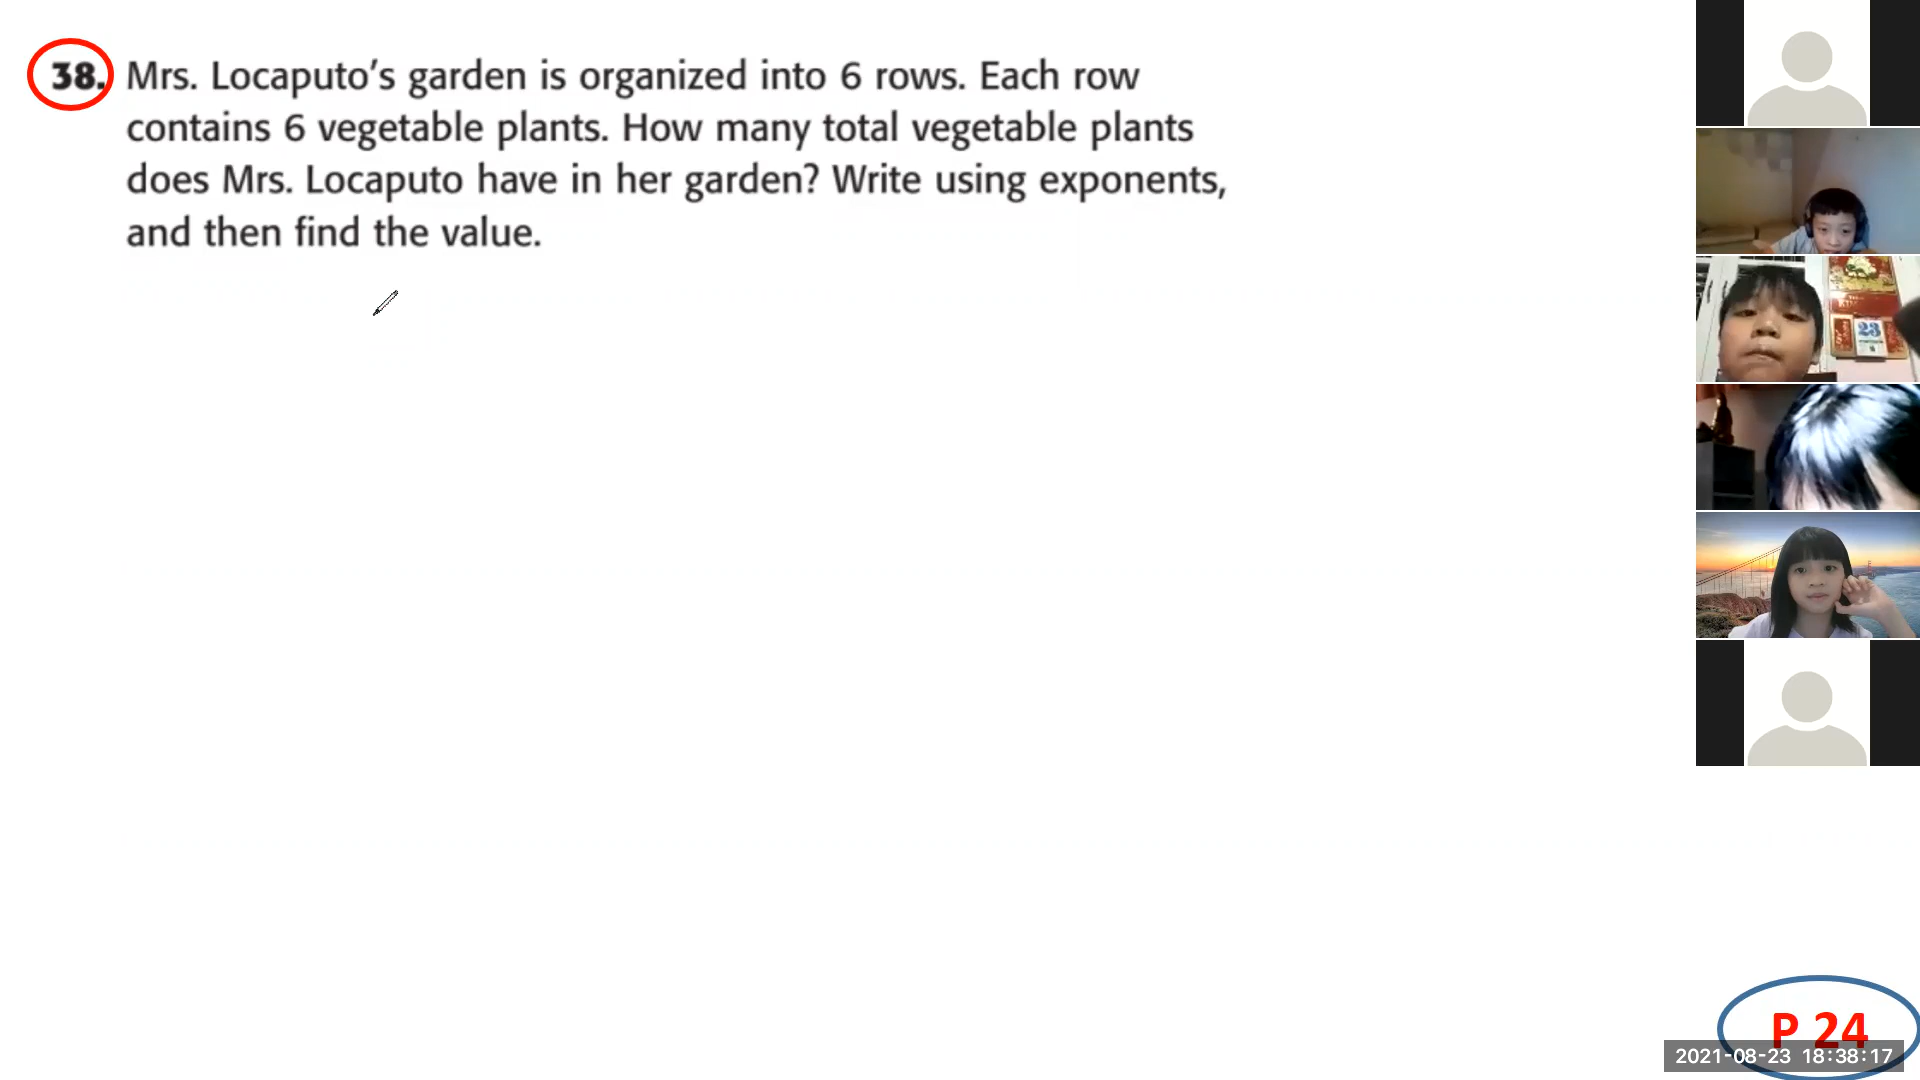 38. Mrs. Locaputo's garden is organized into 6 rows. Each row
contains 6 vegetable plants. How many total vegetable plants
does Mrs. Locaputo have in her garden? Write using exponents,
and then find the value.
23
P 24
2021-08-23 18:38:17